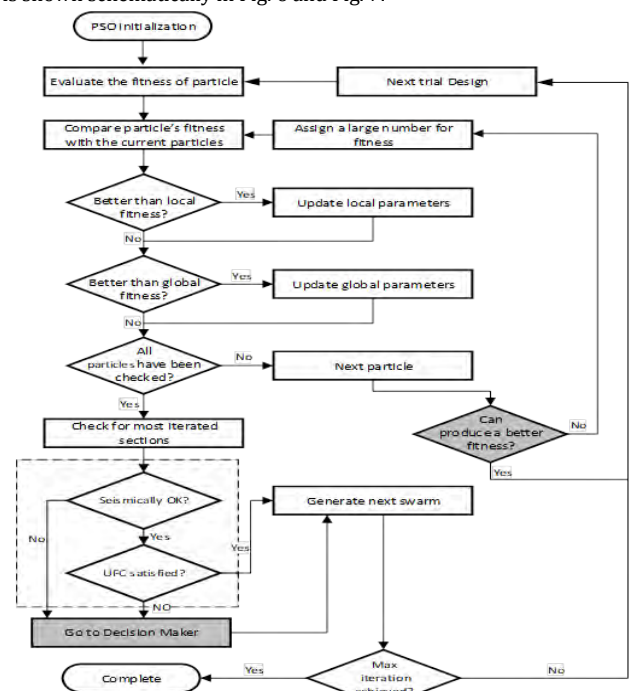 is shown schematically in Fig. 6 and Fig. 7.
PSO Initialization
Evaluate the fitness of particle
Next trial Design
Compare particle's fitness
with the current particles
Assign a large number for
fitness
Better than local
fitness?
Yes
Update local parameters
No
Better than global
fitness?
Yes
Update global parameters
No
All
particles have been
checked?
No
Next particle
Yes
Can
produce a better
fitness?
No
Yes
Check for most iterated
sections
Seismically OK?
Generate next swarm
No
Yes
Yes
UFC satisfied?
NO
Go to Decision Maker
Complete
Yes
Max
iteration
achieved?
No